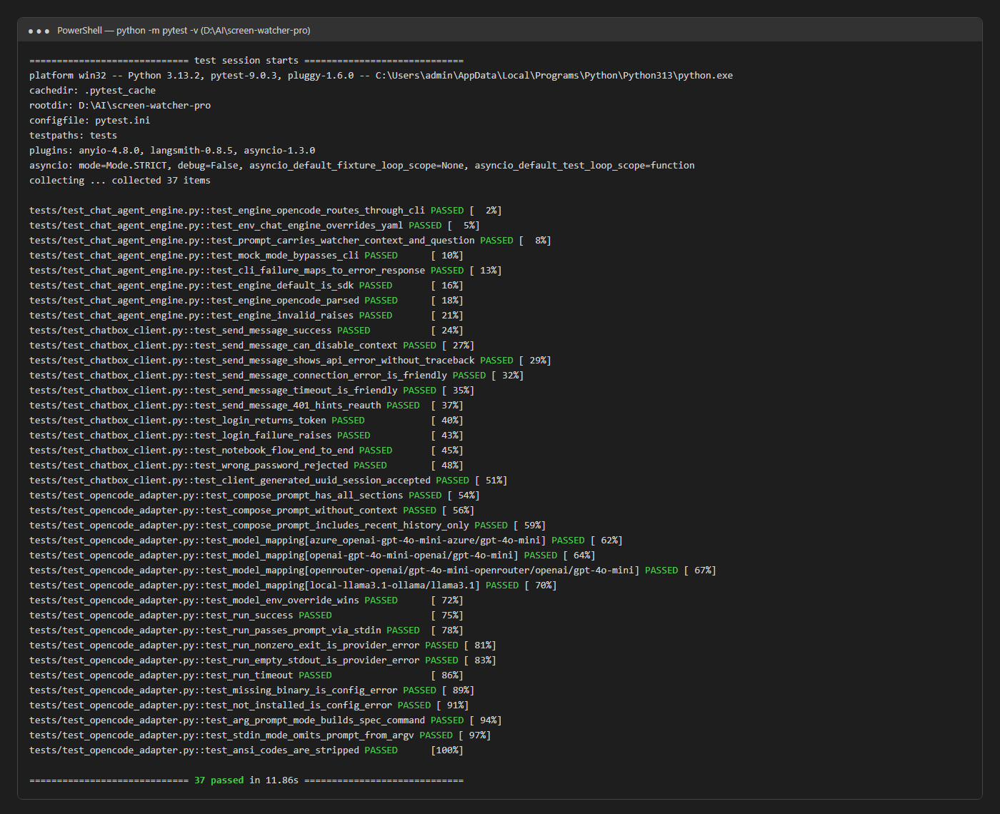 PowerShell — python -m pytest -v (D:\AI\screen-watcher-pro)
============================= test session starts =============================
platform win32 -- Python 3.13.2, pytest-9.0.3, pluggy-1.6.0 -- C:\Users\admin\AppData\Local\Programs\Python\Python313\python.exe
cachedir: .pytest_cache
rootdir: D:\AI\screen-watcher-pro
configfile: pytest.ini
testpaths: tests
plugins: anyio-4.8.0, langsmith-0.8.5, asyncio-1.3.0
asyncio: mode=Mode.STRICT, debug=False, asyncio_default_fixture_loop_scope=None, asyncio_default_test_loop_scope=function
collecting ... collected 37 items
tests/test_chat_agent_engine.py::test_engine_opencode_routes_through_cli PASSED [  2%]
tests/test_chat_agent_engine.py::test_env_chat_engine_overrides_yaml PASSED [  5%]
tests/test_chat_agent_engine.py::test_prompt_carries_watcher_context_and_question PASSED [  8%]
tests/test_chat_agent_engine.py::test_mock_mode_bypasses_cli PASSED      [ 10%]
tests/test_chat_agent_engine.py::test_cli_failure_maps_to_error_response PASSED [ 13%]
tests/test_chat_agent_engine.py::test_engine_default_is_sdk PASSED       [ 16%]
tests/test_chat_agent_engine.py::test_engine_opencode_parsed PASSED      [ 18%]
tests/test_chat_agent_engine.py::test_engine_invalid_raises PASSED       [ 21%]
tests/test_chatbox_client.py::test_send_message_success PASSED           [ 24%]
tests/test_chatbox_client.py::test_send_message_can_disable_context PASSED [ 27%]
tests/test_chatbox_client.py::test_send_message_shows_api_error_without_traceback PASSED [ 29%]
tests/test_chatbox_client.py::test_send_message_connection_error_is_friendly PASSED [ 32%]
tests/test_chatbox_client.py::test_send_message_timeout_is_friendly PASSED [ 35%]
tests/test_chatbox_client.py::test_send_message_401_hints_reauth PASSED  [ 37%]
tests/test_chatbox_client.py::test_login_returns_token PASSED            [ 40%]
tests/test_chatbox_client.py::test_login_failure_raises PASSED           [ 43%]
tests/test_chatbox_client.py::test_notebook_flow_end_to_end PASSED       [ 45%]
tests/test_chatbox_client.py::test_wrong_password_rejected PASSED        [ 48%]
tests/test_chatbox_client.py::test_client_generated_uuid_session_accepted PASSED [ 51%]
tests/test_opencode_adapter.py::test_compose_prompt_has_all_sections PASSED [ 54%]
tests/test_opencode_adapter.py::test_compose_prompt_without_context PASSED [ 56%]
tests/test_opencode_adapter.py::test_compose_prompt_includes_recent_history_only PASSED [ 59%]
tests/test_opencode_adapter.py::test_model_mapping[azure_openai-gpt-4o-mini-azure/gpt-4o-mini] PASSED [ 62%]
tests/test_opencode_adapter.py::test_model_mapping[openai-gpt-4o-mini-openai/gpt-4o-mini] PASSED [ 64%]
tests/test_opencode_adapter.py::test_model_mapping[openrouter-openai/gpt-4o-mini-openrouter/openai/gpt-4o-mini] PASSED [ 67%]
tests/test_opencode_adapter.py::test_model_mapping[local-llama3.1-ollama/llama3.1] PASSED [ 70%]
tests/test_opencode_adapter.py::test_model_env_override_wins PASSED      [ 72%]
tests/test_opencode_adapter.py::test_run_success PASSED                  [ 75%]
tests/test_opencode_adapter.py::test_run_passes_prompt_via_stdin PASSED  [ 78%]
tests/test_opencode_adapter.py::test_run_nonzero_exit_is_provider_error PASSED [ 81%]
tests/test_opencode_adapter.py::test_run_empty_stdout_is_provider_error PASSED [ 83%]
tests/test_opencode_adapter.py::test_run_timeout PASSED                  [ 86%]
tests/test_opencode_adapter.py::test_missing_binary_is_config_error PASSED [ 89%]
tests/test_opencode_adapter.py::test_not_installed_is_config_error PASSED [ 91%]
tests/test_opencode_adapter.py::test_arg_prompt_mode_builds_spec_command PASSED [ 94%]
tests/test_opencode_adapter.py::test_stdin_mode_omits_prompt_from_argv PASSED [ 97%]
tests/test_opencode_adapter.py::test_ansi_codes_are_stripped PASSED      [100%]
============================= 37 passed in 11.86s =============================